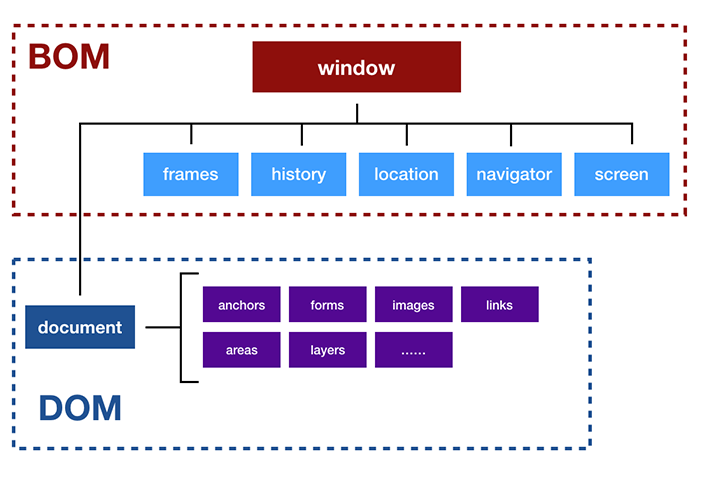 BOM
window
frames
history
location
navigator
screen
document
anchors
forms
images
links
areas
layers
......
DOM